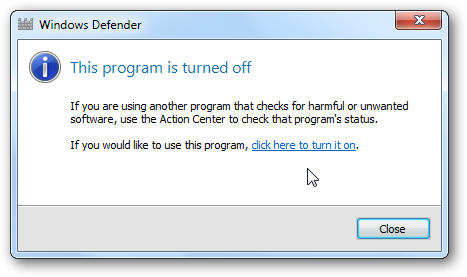 Windows Defender
This program is turned off
If you are using another program that checks for harmful or unwanted
software, use the Action Center to check that program's status.
If you would like to use this program, click here to turn it on.
Close